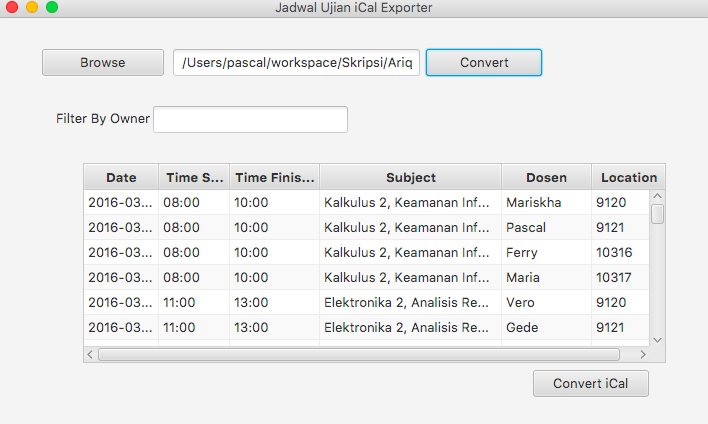 Jadwal Ujian iCal Exporter
Browse /Users/pascal/workspace/Skripsi/Ariq Convert
Filter By Owner
Date Time S... Time Finis... Subject Dosen Location
2016-03... 08:00 10:00 Kalkulus 2, Keamanan Inf... Mariskha 9120
2016-03... 08:00 10:00 Kalkulus 2, Keamanan Inf... Pascal 9121
2016-03... 08:00 10:00 Kalkulus 2, Keamanan Inf... Ferry 10316
2016-03... 08:00 10:00 Kalkulus 2, Keamanan Inf... Maria 10317
2016-03... 11:00 13:00 Elektronika 2, Analisis Re... Vero 9120
2016-03... 11:00 13:00 Elektronika 2, Analisis Re... Gede 9121
Convert iCal